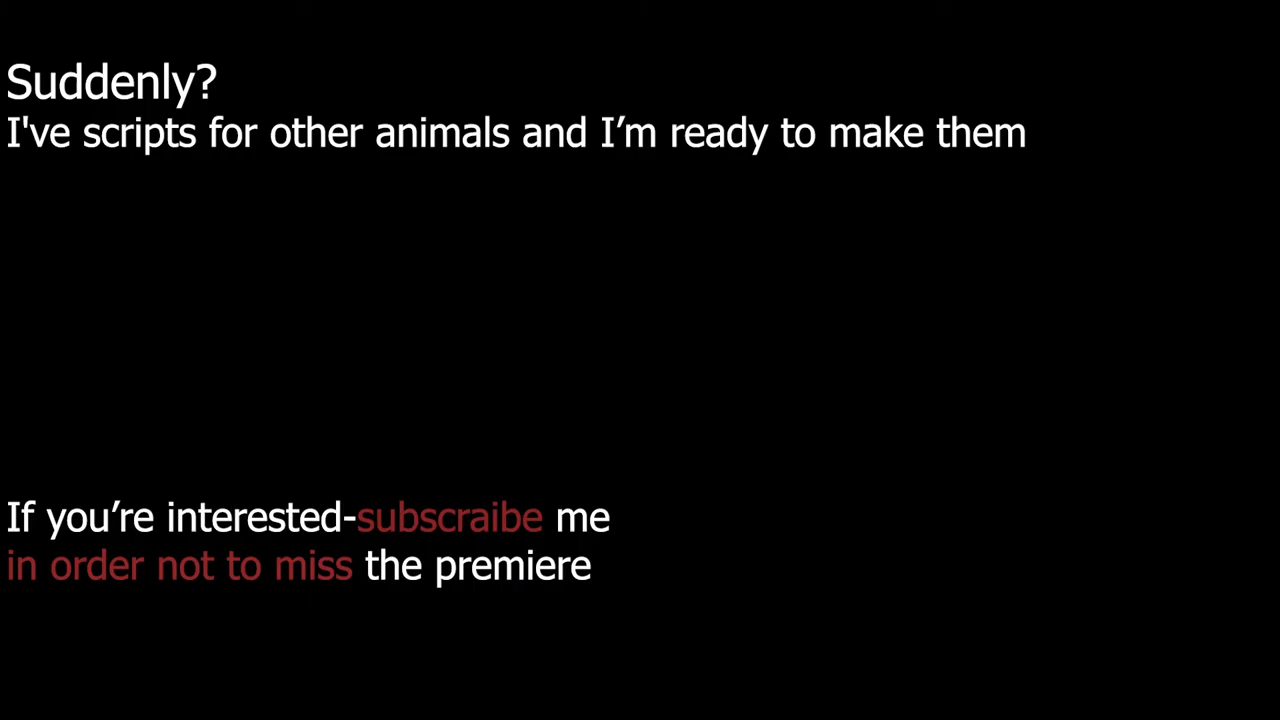 Suddenly?
I've scripts for other animals and I’m ready to make them
If you’re interested-subscraibe me
in order not to miss the premiere